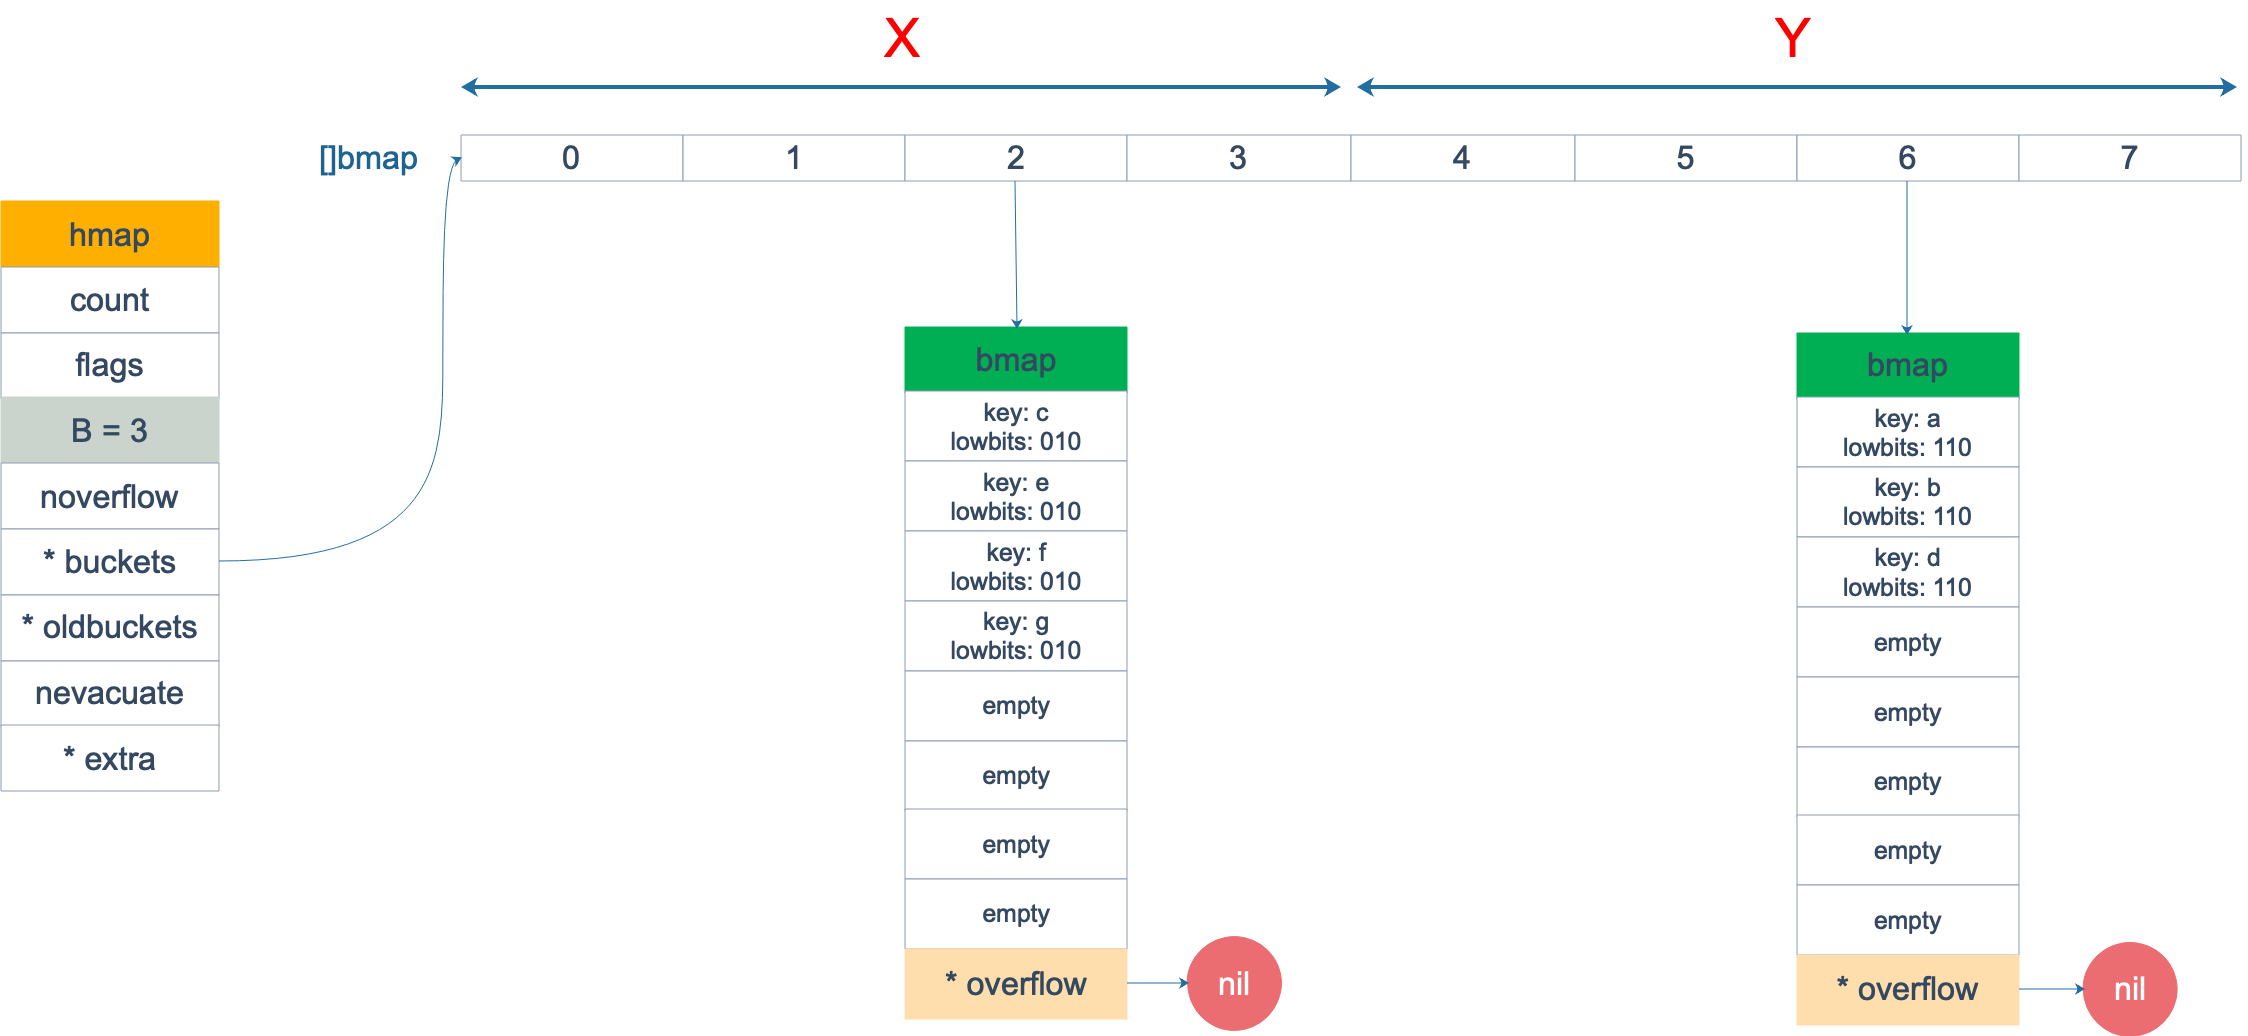 X
Y
[]bmap
0
1
2
3
4
5
6
7
hmap
count
flags
B = 3
noverflow
* buckets
* oldbuckets
nevacuate
* extra
bmap
key: c
lowbits: 010
key: e
lowbits: 010
key: f
lowbits: 010
key: g
lowbits: 010
empty
empty
empty
empty
* overflow
nil
bmap
key: a
lowbits: 110
key: b
lowbits: 110
key: d
lowbits: 110
empty
empty
empty
empty
empty
* overflow
nil